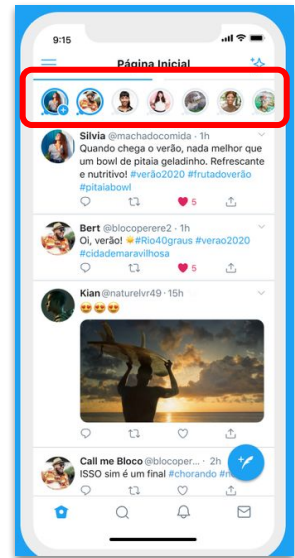 9:15
Página Inicial
Silvia @machadocomida · 1h
Quando chega o verão, nada melhor que
um bowl de pitaia geladinho. Refrescante
e nutritivo! #verão2020 #frutadoverão
#pitaiabowl
5
Bert @blocoperere2 · 1h
Oi, verão! #Rio40graus #verao2020
#cidademaravilhosa
5
Kian @naturelvr49 · 15h
Call me Bloco @blocoper... · 2h
ISSO sim é um final #chorando